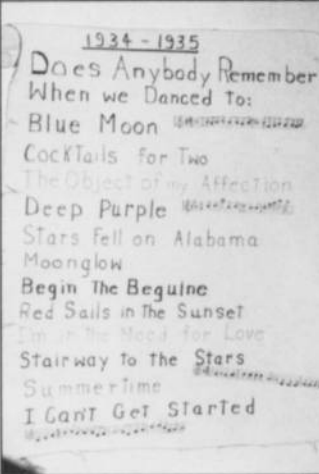 1934 - 1935
Does Anybody Remember
When we Danced To:
Blue Moon
CockTails for Two
The Object of my Affection
Deep Purple
Stars Fell on Alabama
Moonglow
Begin The Beguine
Red Sails in The Sunset
I'm in The Mood for Love
Stairway To the Stars
Summertime
I Can'T GeT STarted